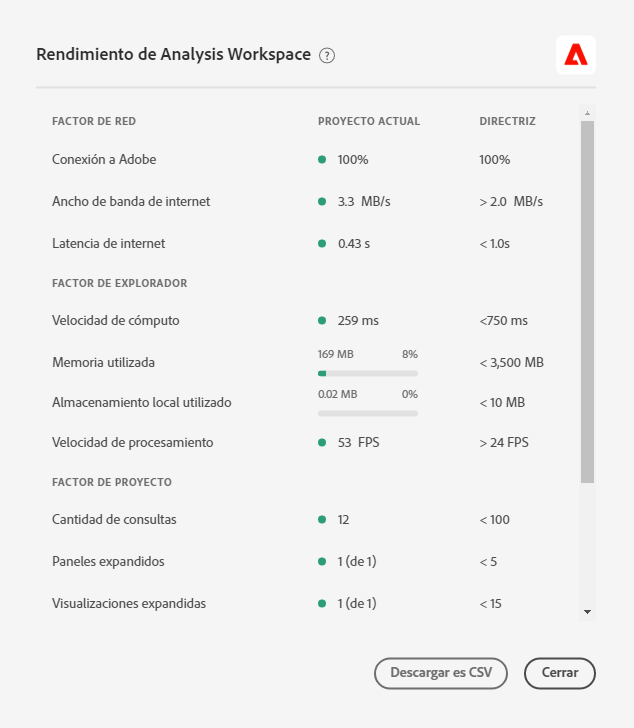 Rendimiento de Analysis Workspace ?
FACTOR DE RED PROYECTO ACTUAL DIRECTRIZ
Conexión a Adobe 100% 100%
Ancho de banda de internet 3.3 MB/s > 2.0 MB/s
Latencia de internet 0.43 s < 1.0s
FACTOR DE EXPLORADOR
Velocidad de cómputo 259 ms <750 ms
Memoria utilizada 169 MB 8% < 3,500 MB
Almacenamiento local utilizado 0.02 MB 0% < 10 MB
Velocidad de procesamiento 53 FPS > 24 FPS
FACTOR DE PROYECTO
Cantidad de consultas 12 < 100
Paneles expandidos 1 (de 1) < 5
Visualizaciones expandidas 1 (de 1) < 15
Descargar es CSV Cerrar